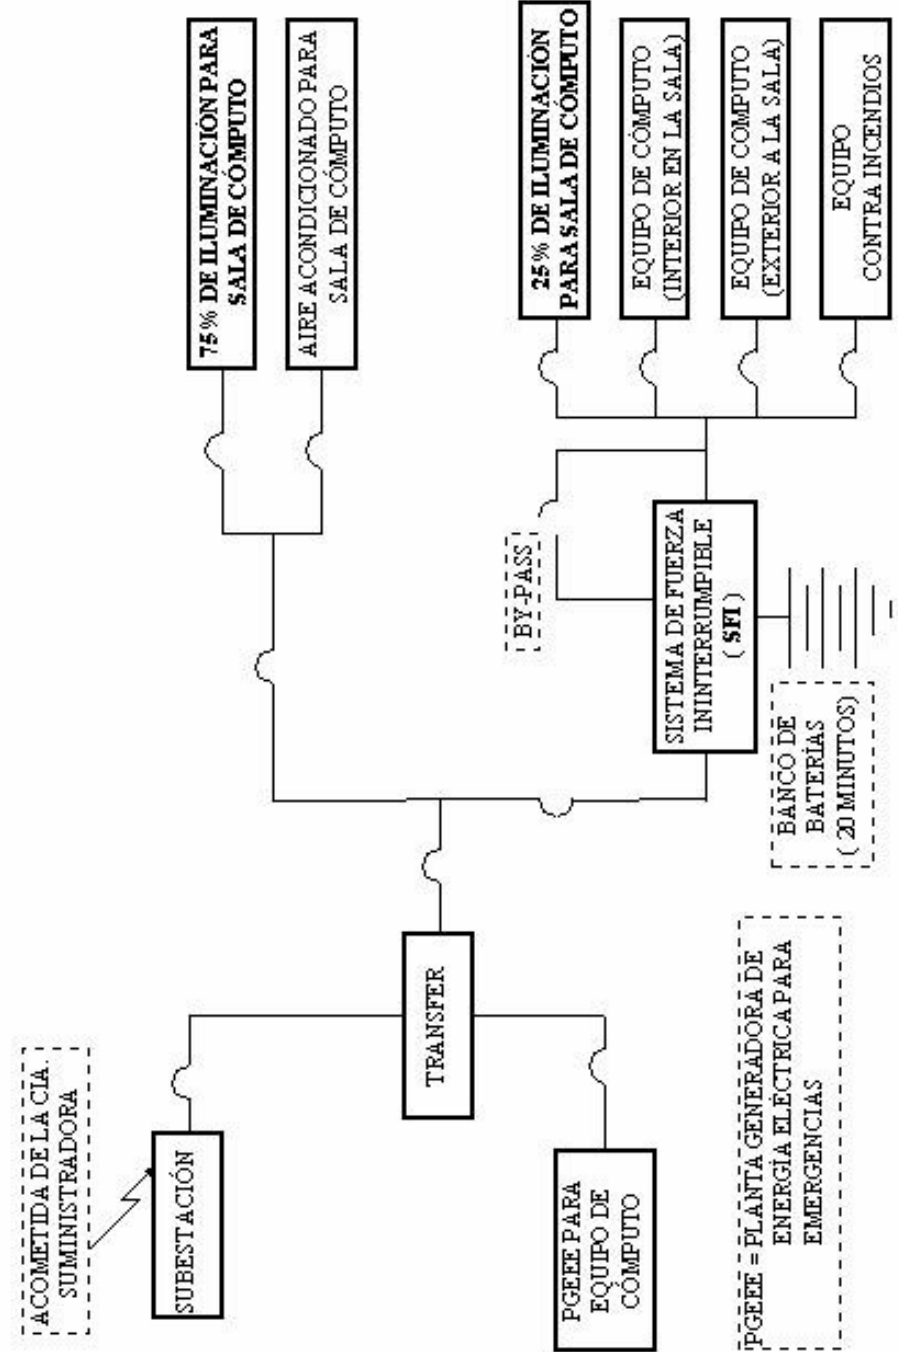 ACOMETIDA DE LA CIA.
SUMINISTRADORA
SUBESTACIÓN
PGEEE PARA
EQUIPO DE
CÓMPUTO
PGEEE = PLANTA GENERADORA DE
ENERGÍA ELÉCTRICA PARA
EMERGENCIAS
TRANSFER
BANCO DE
BATERÍAS
( 20 MINUTOS)
SISTEMA DE FUERZA
ININTERRUMPIBLE
( SFI )
BY-PASS
75% DE ILUMINACIÓN PARA
SALA DE CÓMPUTO
AIRE ACONDICIONADO PARA
SALA DE CÓMPUTO
25% DE ILUMINACIÓN
PARA SALA DE CÓMPUTO
EQUIPO DE CÓMPUTO
(INTERIOR EN LA SALA)
EQUIPO DE COMPUTO
(EXTERIOR A LA SALA)
EQUIPO
CONTRA INCENDIOS